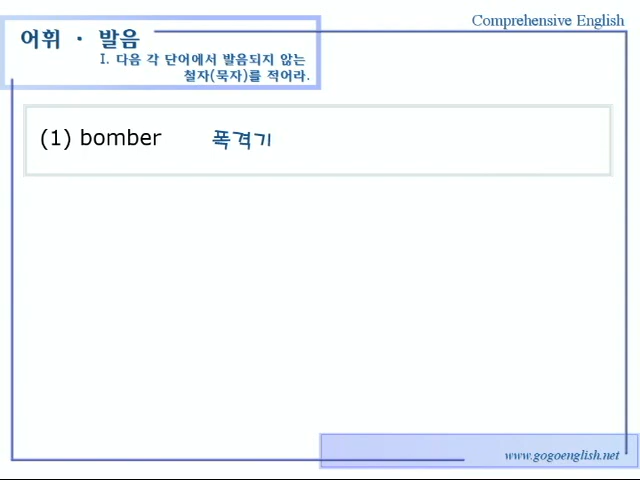 Comprehensive English
어휘 · 발음
I. 다음 각 단어에서 발음되지 않는
철자(묵자)를 적어라.
(1) bomber 폭격기
www.gogoenglish.net